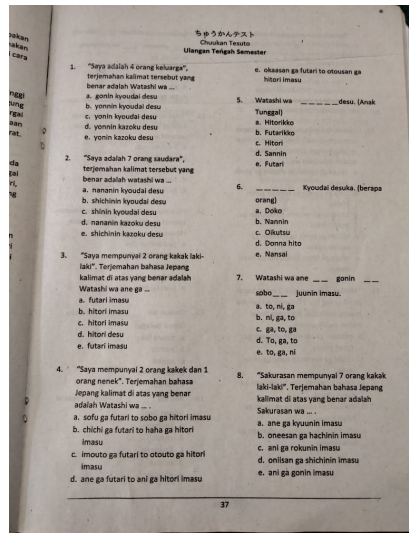 ちゅうかんテスト
Chuukan Tesuto
Ulangan Tengah Semester
1. "Saya adalah 4 orang keluarga",
terjemahan kalimat tersebut yang
benar adalah Watashi wa ...
a. gonin kyoudai desu
b. yonnin kyoudai desu
c. yonin kyoudai desu
d. yonnin kazoku desu
e. yonin kazoku desu
2. "Saya adalah 7 orang saudara",
terjemahan kalimat tersebut yang
benar adalah watashi wa ...
a. nananin kyoudai desu
b. shichinin kyoudai desu
c. shinin kyoudai desu
d. nananin kazoku desu
e. shichinin kazoku desu
3. "Saya mempunyai 2 orang kakak laki-
laki". Terjemahan bahasa Jepang
kalimat di atas yang benar adalah
Watashi wa ane ga ...
a. futari imasu
b. hitori imasu
c. hitori imasu
d. hitori desu
e. futari imasu
4. "Saya mempunyai 2 orang kakek dan 1
orang nenek". Terjemahan bahasa
Jepang kalimat di atas yang benar
adalah Watashi wa ... .
a. sofu ga futari to sobo ga hitori imasu
b. chichi ga futari to haha ga hitori
imasu
c. imouto ga futari to otouto ga hitori
imasu
d. ane ga futari to ani ga hitori imasu
e. okaasan ga futari to otousan ga
hitori imasu
5. Watashi wa _ _ _ _ _ desu. (Anak
Tunggal)
a. Hitorikko
b. Futarikko
c. Hitori
d. Sannin
e. Futari
6. _ _ _ _ _ Kyoudai desuka. (berapa
orang)
a. Doko
b. Nannin
c. Oikutsu
d. Donna hito
e. Nansai
7. Watashi wa ane _ _ gonin _ _
sobo _ _ juunin imasu.
a. to, ni, ga
b. ni, ga, to
c. ga, to, ga
d. To, ga, to
e. to, ga, ni
8. "Sakurasan mempunyai 7 orang kakak
laki-laki". Terjemahan bahasa Jepang
kalimat di atas yang benar adalah
Sakurasan wa ... .
a. ane ga kyuunin imasu
b. oneesan ga hachinin imasu
c. ani ga rokunin imasu
d. oniisan ga shichinin imasu
e. ani ga gonin imasu
37